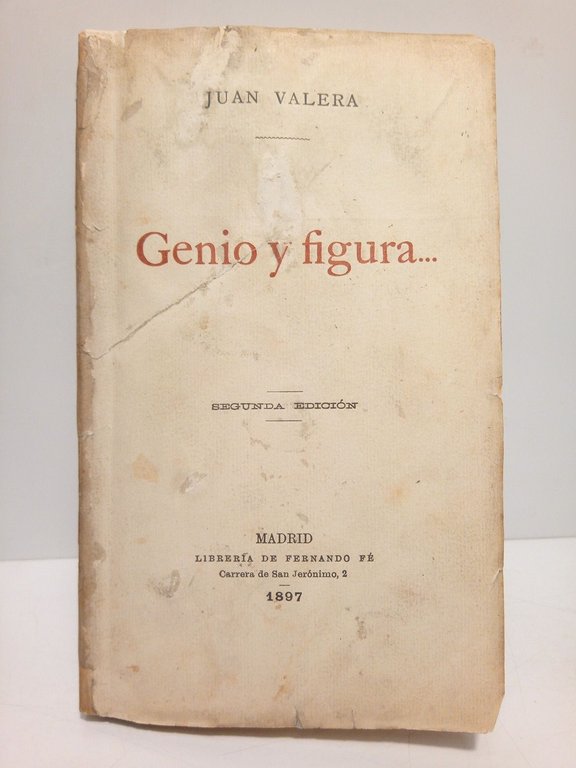 JUAN VALERA
Genio y figura...
SEGUNDA EDICIÓN
MADRID
LIBRERÍA DE FERNANDO FÉ
Carrera de San Jerónimo, 2
1897